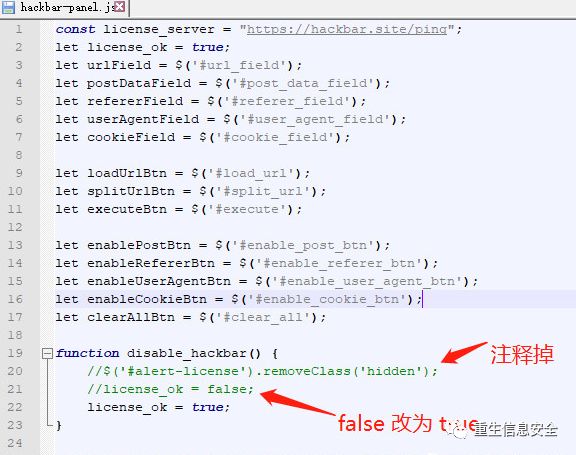 hackbar-panel.js
1 const license_server = "https://hackbar.site/ping";
2 let license_ok = true;
3 let urlField = $('#url_field');
4 let postDataField = $('#post_data_field');
5 let refererField = $('#referer_field');
6 let userAgentField = $('#user_agent_field');
7 let cookieField = $('#cookie_field');
8
9 let loadUrlBtn = $('#load_url');
10 let splitUrlBtn = $('#split_url');
11 let executeBtn = $('#execute');
12
13 let enablePostBtn = $('#enable_post_btn');
14 let enableRefererBtn = $('#enable_referer_btn');
15 let enableUserAgentBtn = $('#enable_user_agent_btn');
16 let enableCookieBtn = $('#enable_cookie_btn');
17 let clearAllBtn = $('#clear_all');
18
19 function disable_hackbar() {
注释掉
20 //$('#alert-license').removeClass('hidden');
21 //license_ok = false;
22 license_ok = true;
false 改为 true
重生信息安全
23 }
24